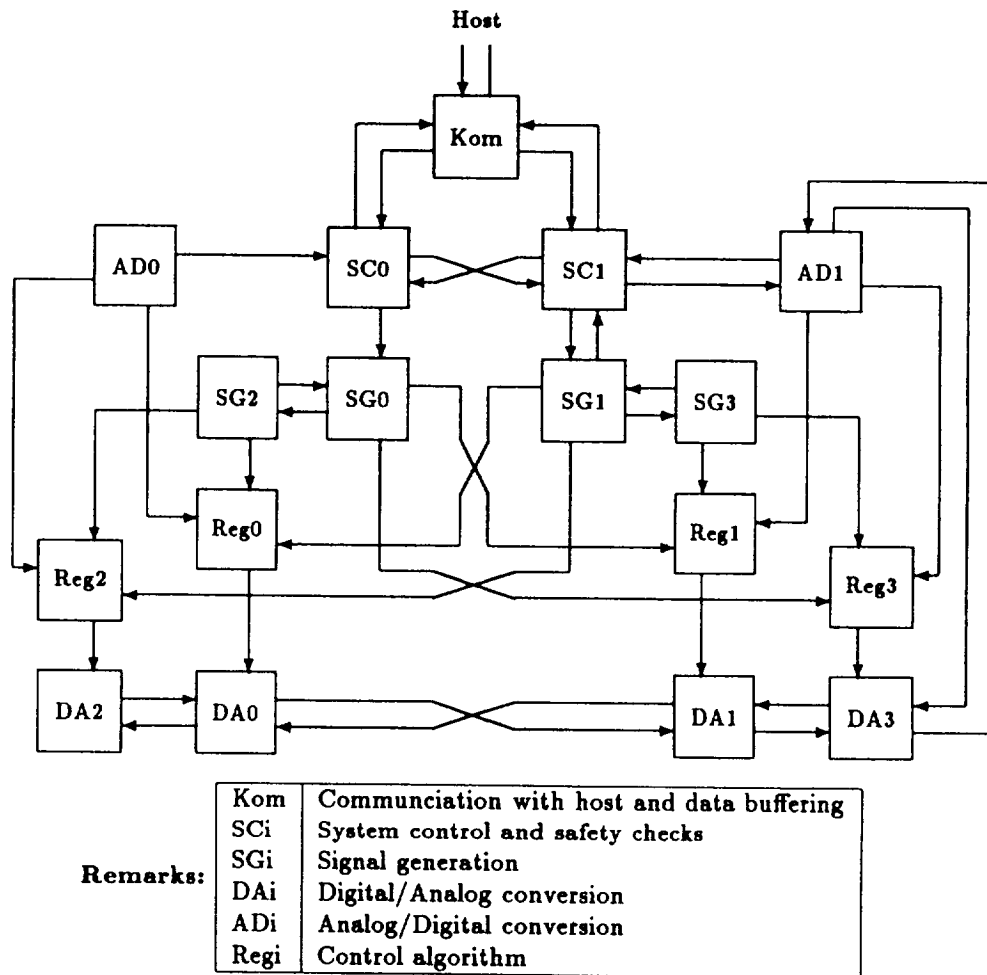 Host
Kom
AD0
SC0
SC1
AD1
SG2
SG0
SG1
SG3
Reg0
Reg1
Reg2
Reg3
DA2
DA0
DA1
DA3
Remarks:
Kom Communciation with host and data buffering
SCi System control and safety checks
SGi Signal generation
DAi Digital/Analog conversion
ADi Analog/Digital conversion
Regi Control algorithm